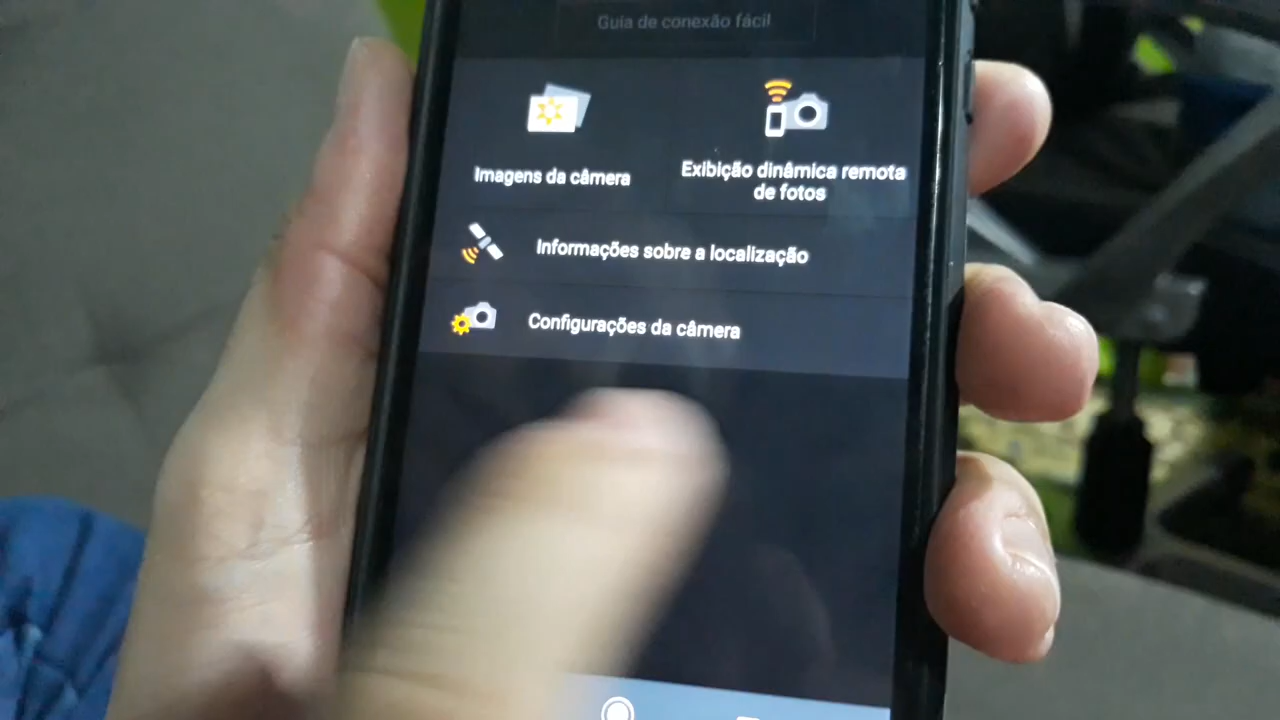 Guia de conexão fácil
Imagens da câmera
Exibição dinâmica remota
de fotos
Informações sobre a localização
Configurações da câmera